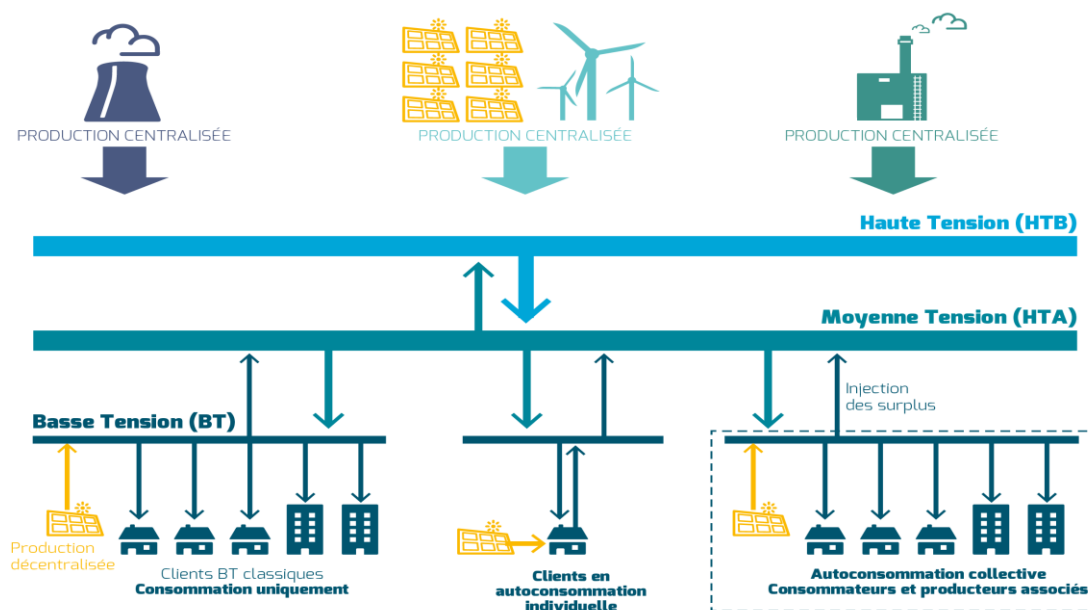 PRODUCTION CENTRALISÉE
PRODUCTION CENTRALISÉE
PRODUCTION CENTRALISÉE
Haute Tension (HTB)
Moyenne Tension (HTA)
Injection
des surplus
Basse Tension (BT)
Production
décentralisée
Clients BT classiques
Consommation uniquement
Clients en
autoconsommation
individuelle
Autoconsommation collective
Consommateurs et producteurs associés